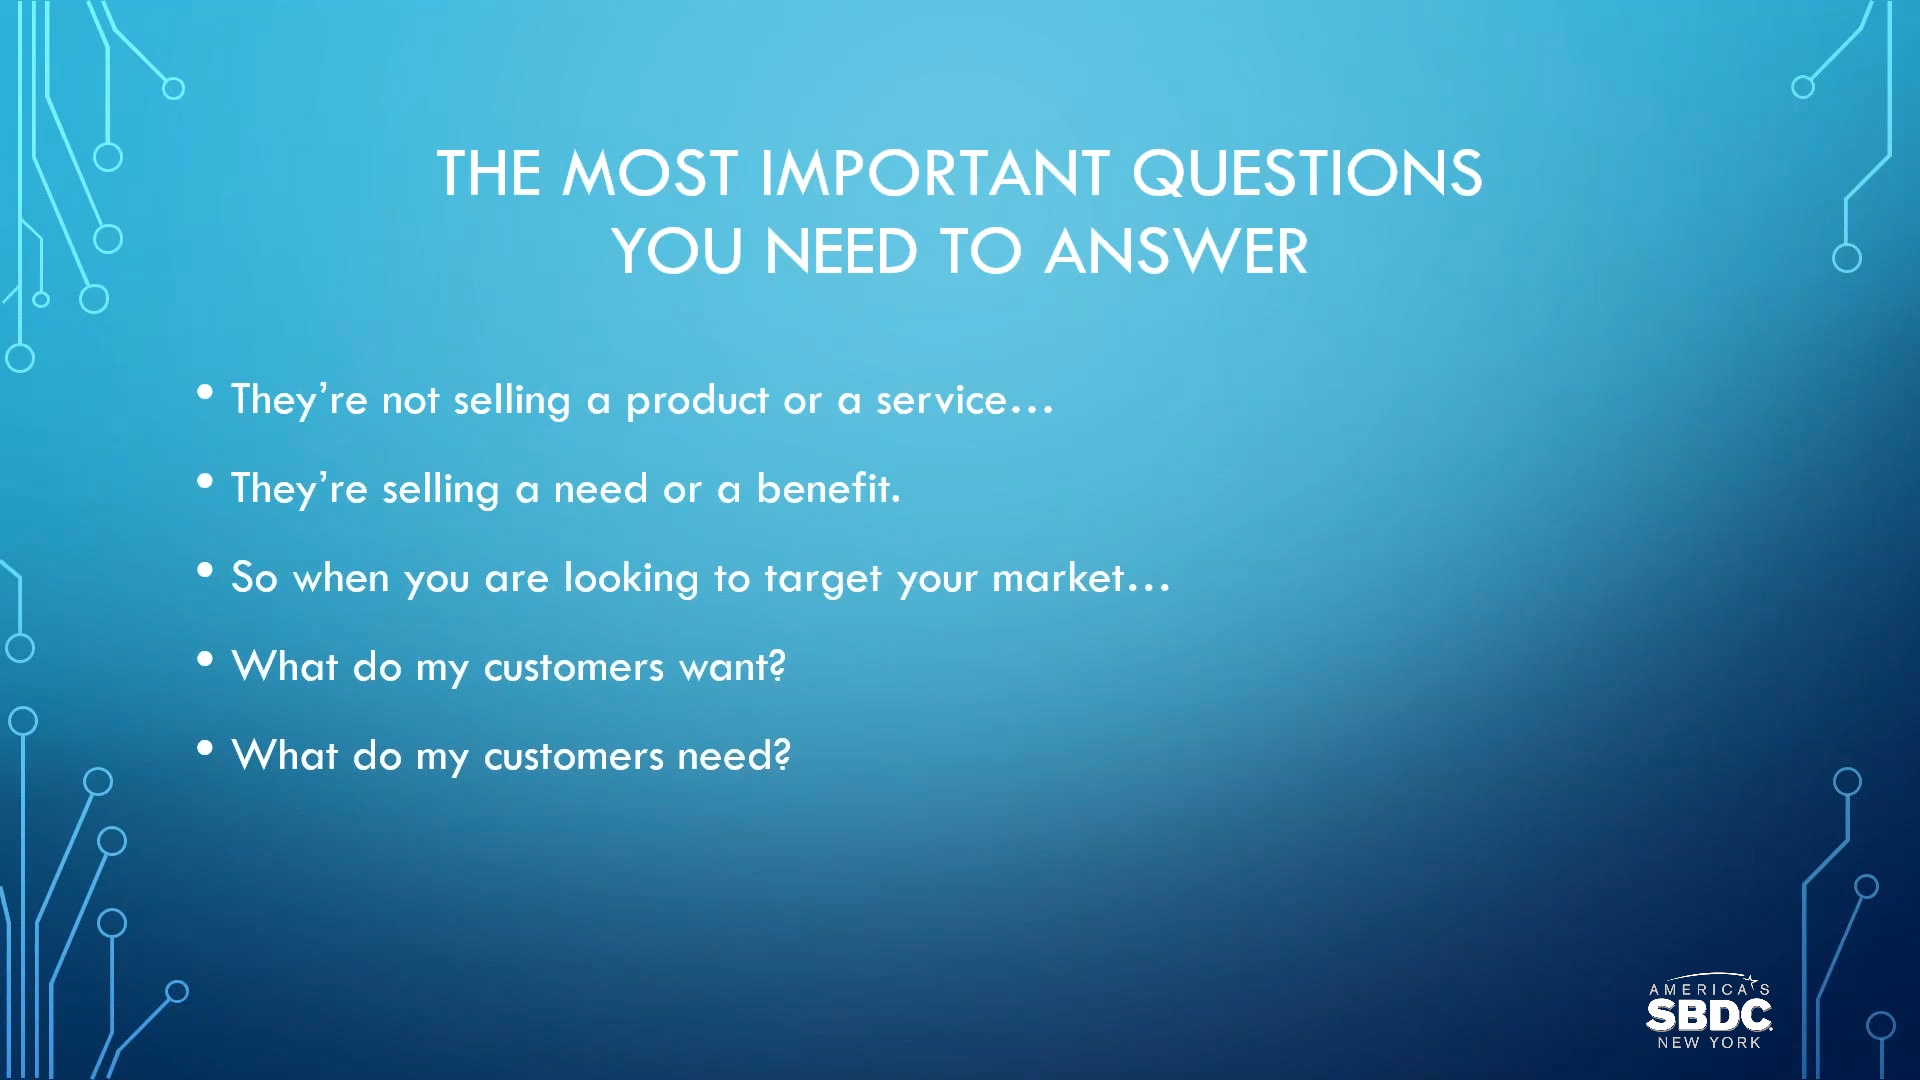 THE MOST IMPORTANT QUESTIONS
YOU NEED TO ANSWER
• They’re not selling a product or a service…
• They’re selling a need or a benefit.
• So when you are looking to target your market…
• What do my customers want?
• What do my customers need?
AMERICA'S
SBDC
NEW YORK